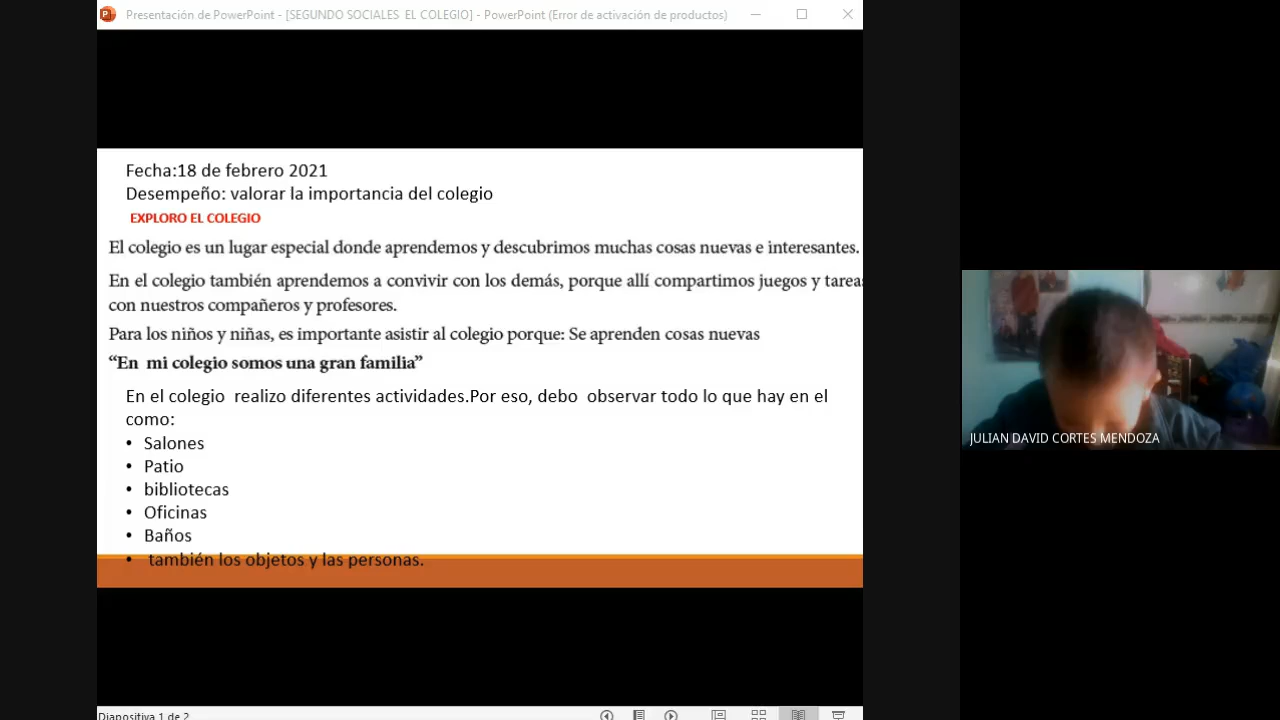 Presentación de PowerPoint - [SEGUNDO SOCIALES  EL COLEGIO] - PowerPoint (Error de activación de productos)
Fecha:18 de febrero 2021
Desempeño: valorar la importancia del colegio
EXPLORO EL COLEGIO
El colegio es un lugar especial donde aprendemos y descubrimos muchas cosas nuevas e interesantes.
En el colegio también aprendemos a convivir con los demás, porque allí compartimos juegos y tareas
con nuestros compañeros y profesores.
Para los niños y niñas, es importante asistir al colegio porque: Se aprenden cosas nuevas
“En  mi colegio somos una gran familia”
En el colegio  realizo diferentes actividades.Por eso, debo  observar todo lo que hay en el
como:
• Salones
• Patio
• bibliotecas
• Oficinas
• Baños
• también los objetos y las personas.
JULIAN DAVID CORTES MENDOZA
Diapositiva 1 de 2